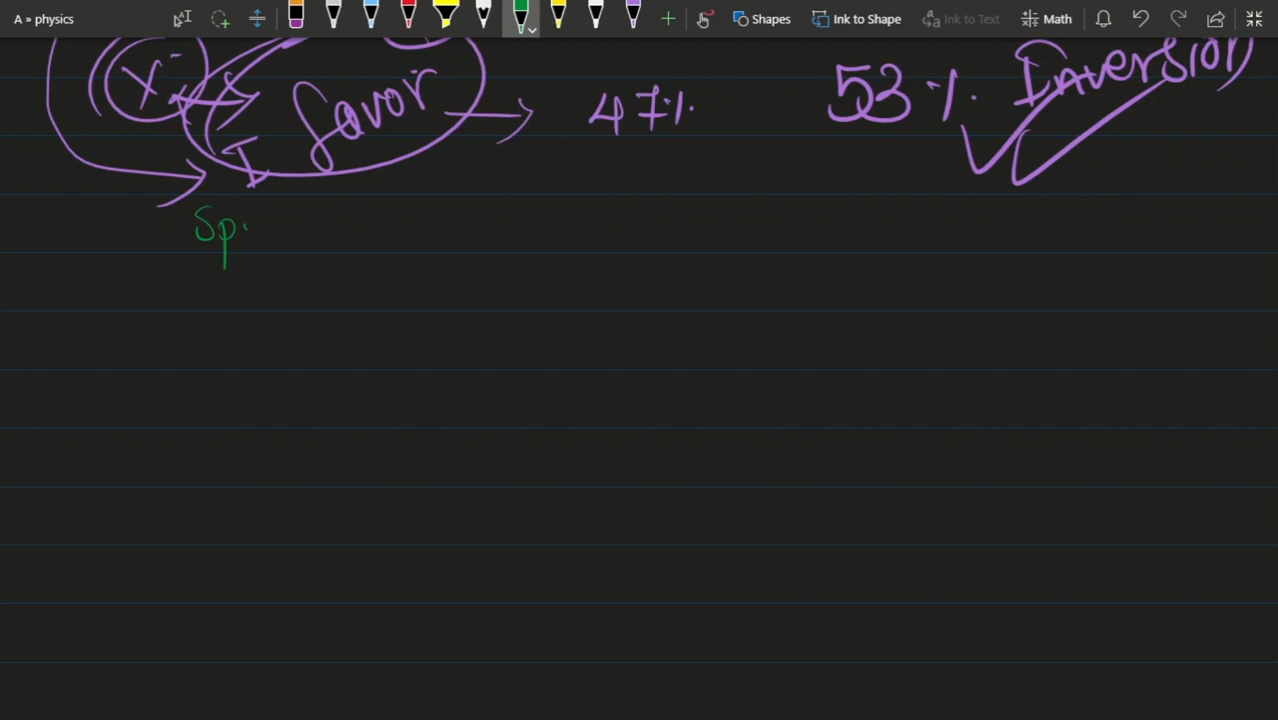 A » physics
Shapes Ink to Shape Ink to Text Math
X⁻ favor → 47% 53% Inversion
I
Sp